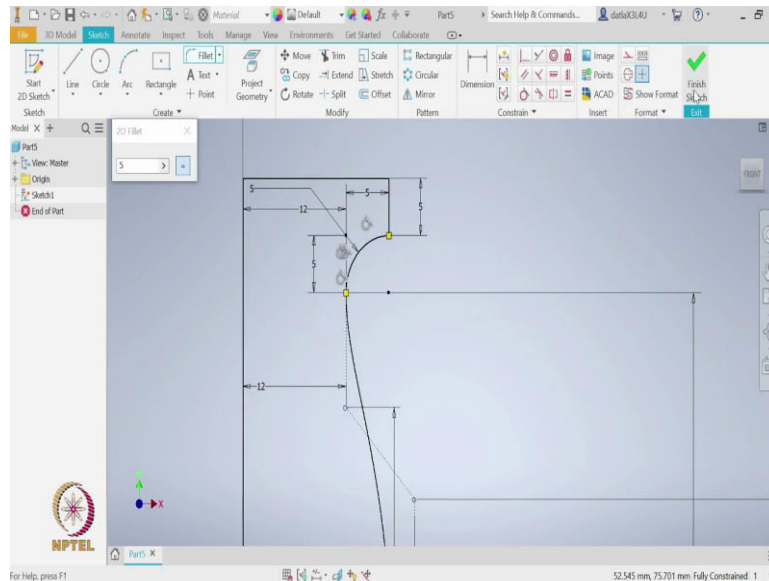 Material
Default
Part5
Search Help & Commands...
datlaX3L4U
File 3D Model Sketch Annotate Inspect Tools Manage View Environments Get Started Collaborate
Start
2D Sketch
Line
Circle
Arc
Rectangle
Fillet
Text
Point
Project
Geometry
Move
Trim
Scale
Copy
Extend
Stretch
Rotate
Split
Offset
Rectangular
Circular
Mirror
Dimension
Image
Points
ACAD
Show Format
Finish
Sketch
Sketch
Create
Modify
Pattern
Constrain
Insert
Format
Exit
Model
Part5
View: Master
Origin
Sketch1
End of Part
2D Fillet
5
5
5
12
5
5
12
FRONT
X
NPTEL
Part5
For Help, press F1
52.545 mm, 75.701 mm Fully Constrained 1